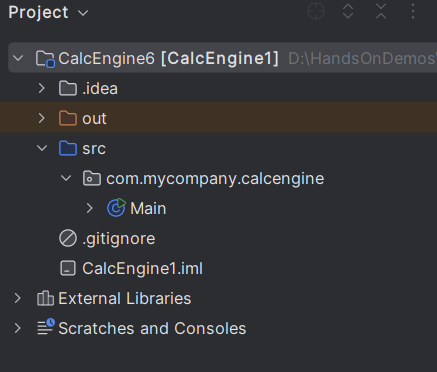 Project
CalcEngine6 [CalcEngine1] D:\HandsOnDemos\
.idea
out
src
com.mycompany.calcengine
Main
.gitignore
CalcEngine1.iml
External Libraries
Scratches and Consoles